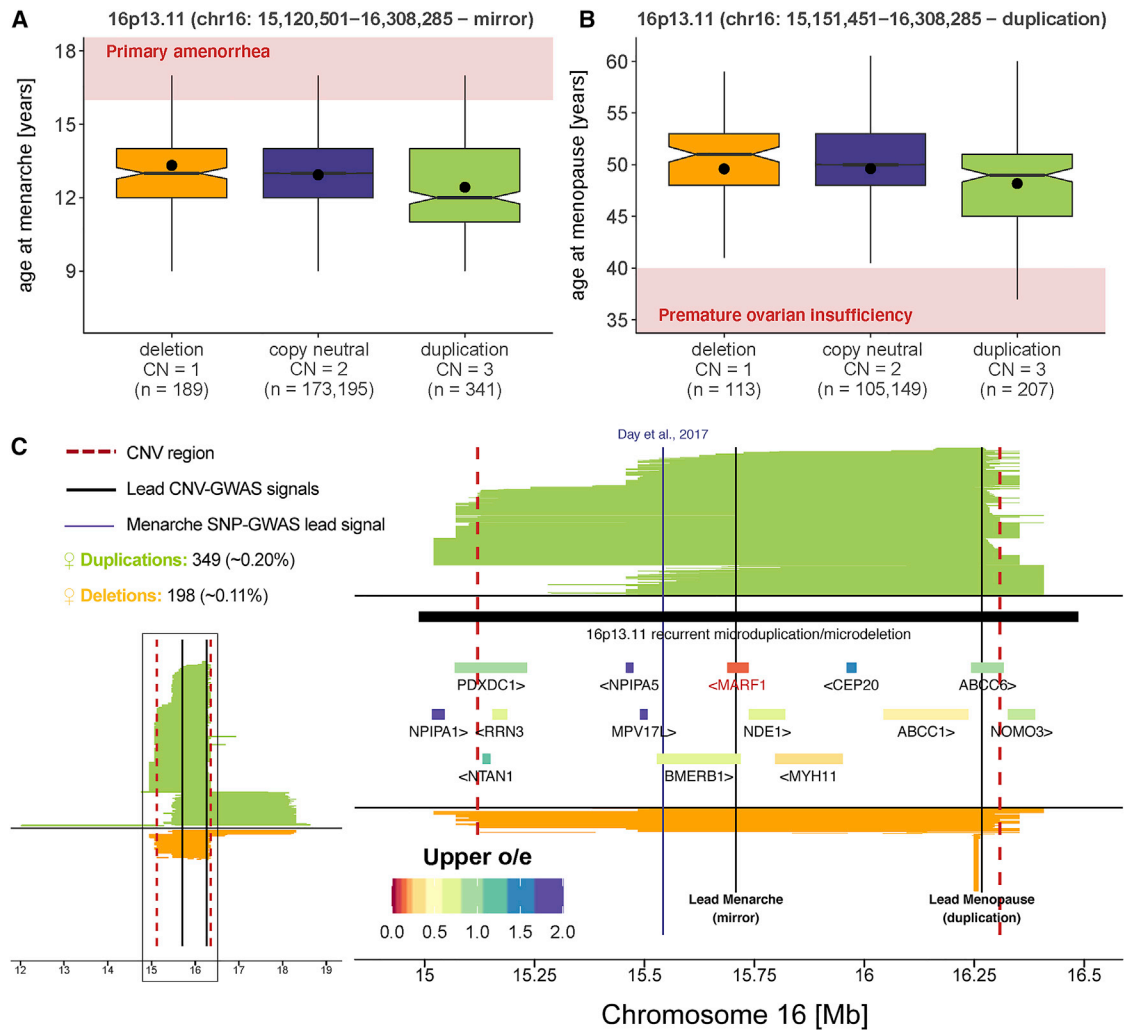 A
16p13.11 (chr16: 15,120,501–16,308,285 – mirror)
Primary amenorrhea
age at menarche [years]
18
15
12
9
deletion
CN = 1
(n = 189)
copy neutral
CN = 2
(n = 173,195)
duplication
CN = 3
(n = 341)
B
16p13.11 (chr16: 15,151,451–16,308,285 – duplication)
age at menopause [years]
60
55
50
45
40
35
Premature ovarian insufficiency
deletion
CN = 1
(n = 113)
copy neutral
CN = 2
(n = 105,149)
duplication
CN = 3
(n = 207)
C
CNV region
Lead CNV-GWAS signals
Menarche SNP-GWAS lead signal
♀ Duplications: 349 (~0.20%)
♀ Deletions: 198 (~0.11%)
12 13 14 15 16 17 18 19
Day et al., 2017
16p13.11 recurrent microduplication/microdeletion
PDXDC1> <NPIPA5 <MARF1 <CEP20 ABCC6>
NPIPA1> <RRN3 MPV17L> NDE1> ABCC1> NOMO3>
<NTAN1 BMERB1> <MYH11
Upper o/e
0.0 0.5 1.0 1.5 2.0
Lead Menarche
(mirror)
Lead Menopause
(duplication)
15 15.25 15.5 15.75 16 16.25 16.5
Chromosome 16 [Mb]